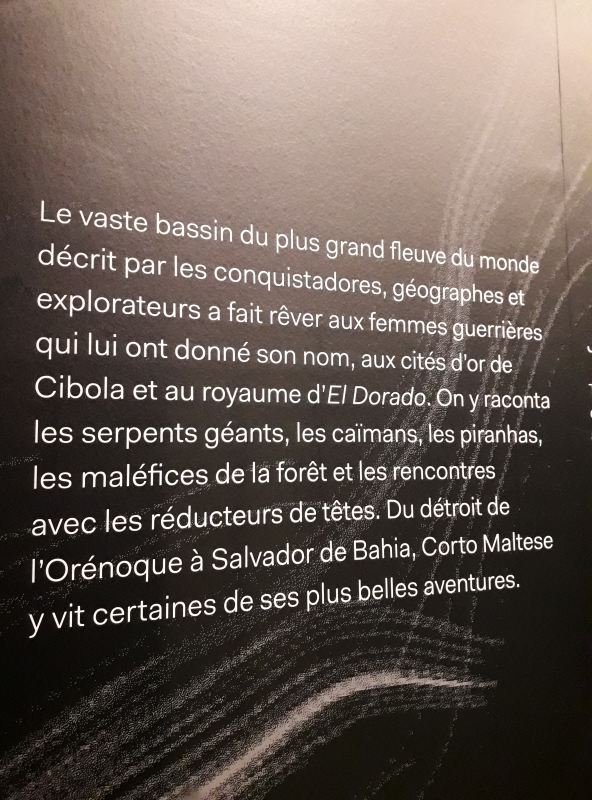 Le vaste bassin du plus grand fleuve du monde
décrit par les conquistadores, géographes et
explorateurs a fait rêver aux femmes guerrières
qui lui ont donné son nom, aux cités d'or de
Cibola et au royaume d'El Dorado. On y raconta
les serpents géants, les caïmans, les piranhas,
les maléfices de la forêt et les rencontres
avec les réducteurs de têtes. Du détroit de
l'Orénoque à Salvador de Bahia, Corto Maltese
y vit certaines de ses plus belles aventures.